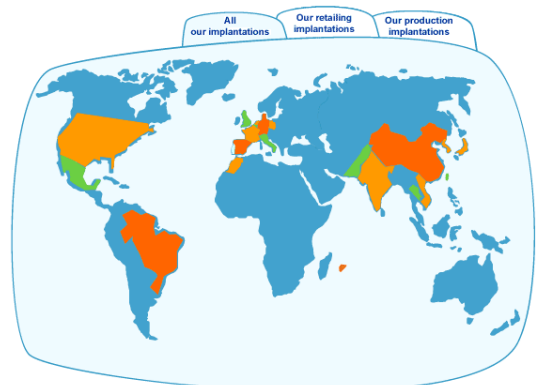 All
our implantations
Our retailing
implantations
Our production
implantations